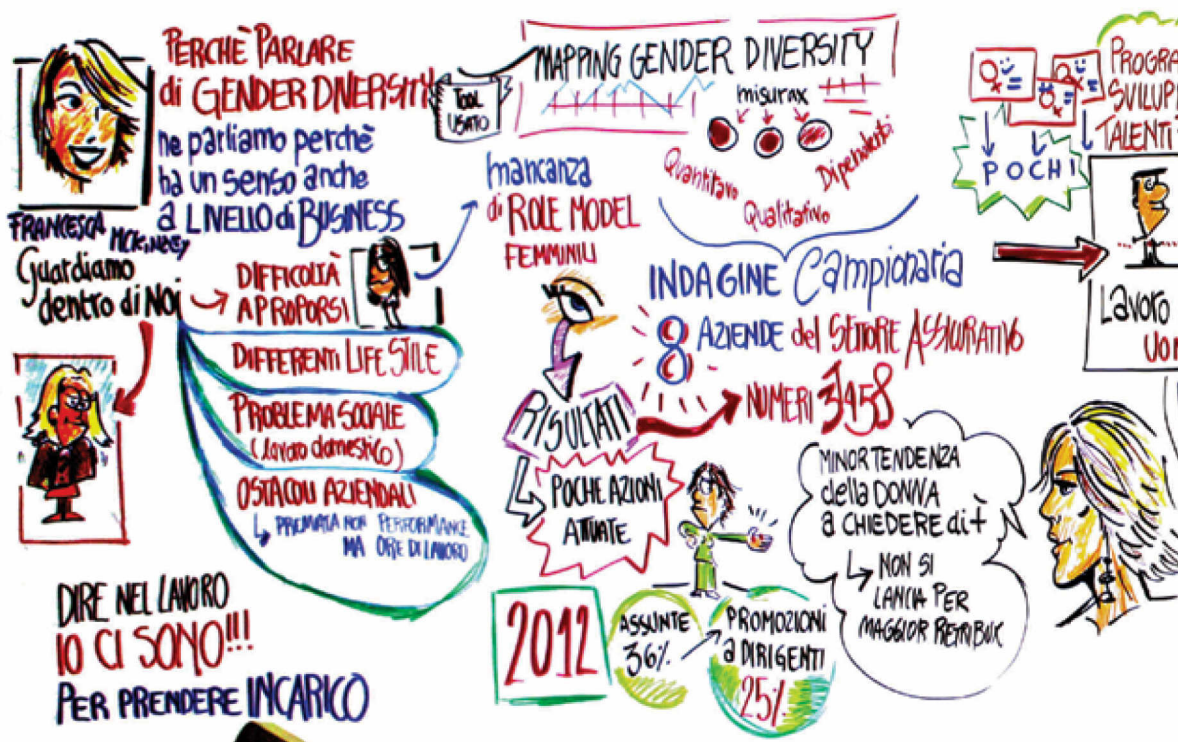 PERCHÈ PARLARE
di GENDER DIVERSITY
ne parliamo perchè
ha un senso anche
a LIVELLO di BUSINESS
FRANCESCA MCKINSEY
Guardiamo
dentro di NOi
DIFFICOLTÀ
A PROPORSI
DIFFERENTI LIFE STILE
PROBLEMA SOCIALE
(lavoro domestico)
OSTACOLI AZIENDALI
PREMIATA NON PERFORMANCE
MA ORE DI LAVORO
DIRE NEL LAVORO
IO CI SONO!!!
PER PRENDERE INCARICO
TOOL
USATO
MAPPING GENDER DIVERSITY
misurax
Quantitavo
Qualitativo
Dipendenti
mancanza
di ROLE MODEL
FEMMINILI
INDAGINE Campionaria
8 AZIENDE del SETTORE ASSICURATIVO
RISULTATI
NUMERI 3458
POCHE AZIONI
ATTUATE
2012
ASSUNTE
36%
PROMOZIONI
a DIRIGENTI
25%
MINOR TENDENZA
della DONNA
a CHIEDERE di +
NON SI
LANCIA PER
MAGGIOR RETRIBUX
PROGRA
SVILUP
TALENTI
POCHI
Lavoro
UOM